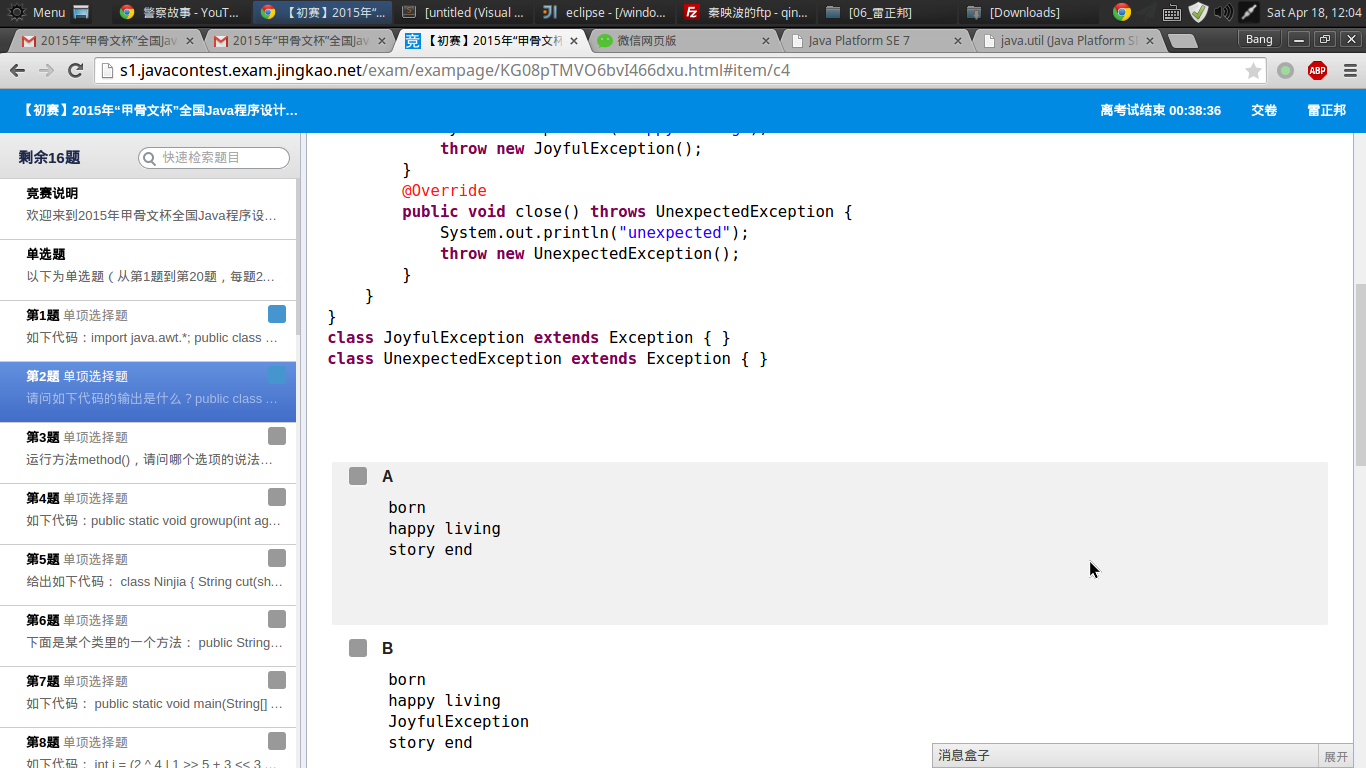 Menu
警察故事 - YouT...
【初赛】2015年“...
[untitled (Visual ...
eclipse - [/windo...
秦映波的ftp - qin...
[06_雷正邦]
[Downloads]
Sat Apr 18, 12:04
2015年“甲骨文杯”全国Jav
2015年“甲骨文杯”全国Jav
【初赛】2015年“甲骨文杯
微信网页版
Java Platform SE 7
java.util (Java Platform SE
Bang
s1.javacontest.exam.jingkao.net/exam/exampage/KG08pTMVO6bvI466dxu.html#item/c4
ABP
【初赛】2015年“甲骨文杯”全国Java程序设计...
离考试结束 00:38:36
交卷
雷正邦
剩余16题
快速检索题目
竞赛说明
欢迎来到2015年甲骨文杯全国Java程序设...
单选题
以下为单选题（从第1题到第20题，每题2...
第1题 单项选择题
如下代码：import java.awt.*; public class ...
第2题 单项选择题
请问如下代码的输出是什么？public class ...
第3题 单项选择题
运行方法method()，请问哪个选项的说法...
第4题 单项选择题
如下代码：public static void growup(int ag...
第5题 单项选择题
给出如下代码： class Ninjia { String cut(sh...
第6题 单项选择题
下面是某个类里的一个方法： public String...
第7题 单项选择题
如下代码： public static void main(String[] ...
第8题 单项选择题
如下代码： int i = (2 ^ 4 | 1 >> 5 + 3 << 3 ...
throw new JoyfulException();
}
@Override
public void close() throws UnexpectedException {
System.out.println("unexpected");
throw new UnexpectedException();
}
}
}
class JoyfulException extends Exception { }
class UnexpectedException extends Exception { }
A
born
happy living
story end
B
born
happy living
JoyfulException
story end
消息盒子
展开